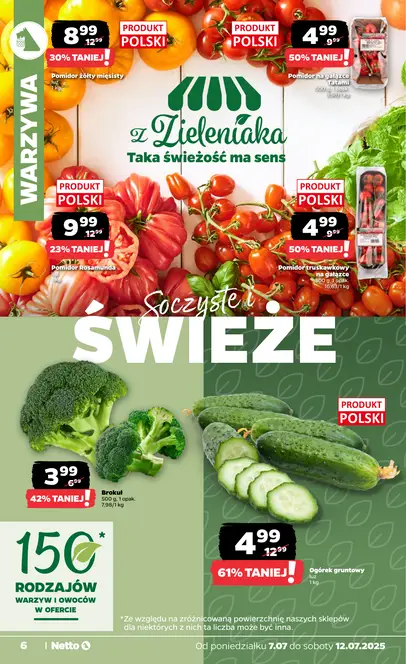 WARZYWA
8.99
12.99
30% TANIEJ!
PRODUKT
POLSKI
Pomidor żółty mięsisty
4.99
9.99
50% TANIEJ!
PRODUKT
POLSKI
Pomidor na gałązce
Tatami
z Zieleniaka
Taka świeżość ma sens
PRODUKT
POLSKI
9.99
12.99
23% TANIEJ!
Pomidor Rosamunda
PRODUKT
POLSKI
4.99
9.99
50% TANIEJ!
Pomidor truskawkowy
na gałązce
Soczyste i
ŚWIEŻE
3.99
6.99
42% TANIEJ!
Brokuł
500 g, 1 opak.
7,98/1 kg
PRODUKT
POLSKI
4.99
12.99
61% TANIEJ!
Ogórek gruntowy
luz
1 kg
150*
RODZAJÓW
WARZYW I OWOCÓW
W OFERCIE
*Ze względu na zróżnicowaną powierzchnię naszych sklepów
dla niektórych z nich ta liczba może być inna.
6 | Netto
Od poniedziałku 7.07 do soboty 12.07.2025